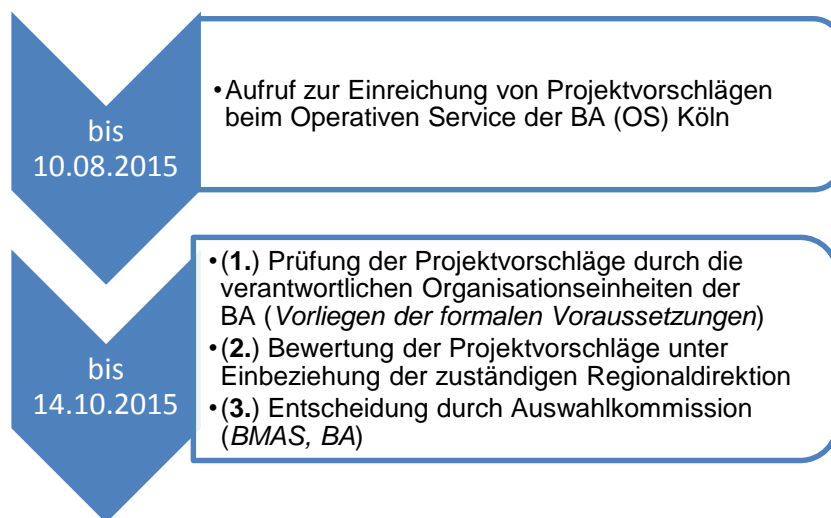 bis
10.08.2015
•Aufruf zur Einreichung von Projektvorschlägen
beim Operativen Service der BA (OS) Köln
bis
14.10.2015
•(1.) Prüfung der Projektvorschläge durch die
verantwortlichen Organisationseinheiten der
BA (Vorliegen der formalen Voraussetzungen)
•(2.) Bewertung der Projektvorschläge unter
Einbeziehung der zuständigen Regionaldirektion
•(3.) Entscheidung durch Auswahlkommission
(BMAS, BA)